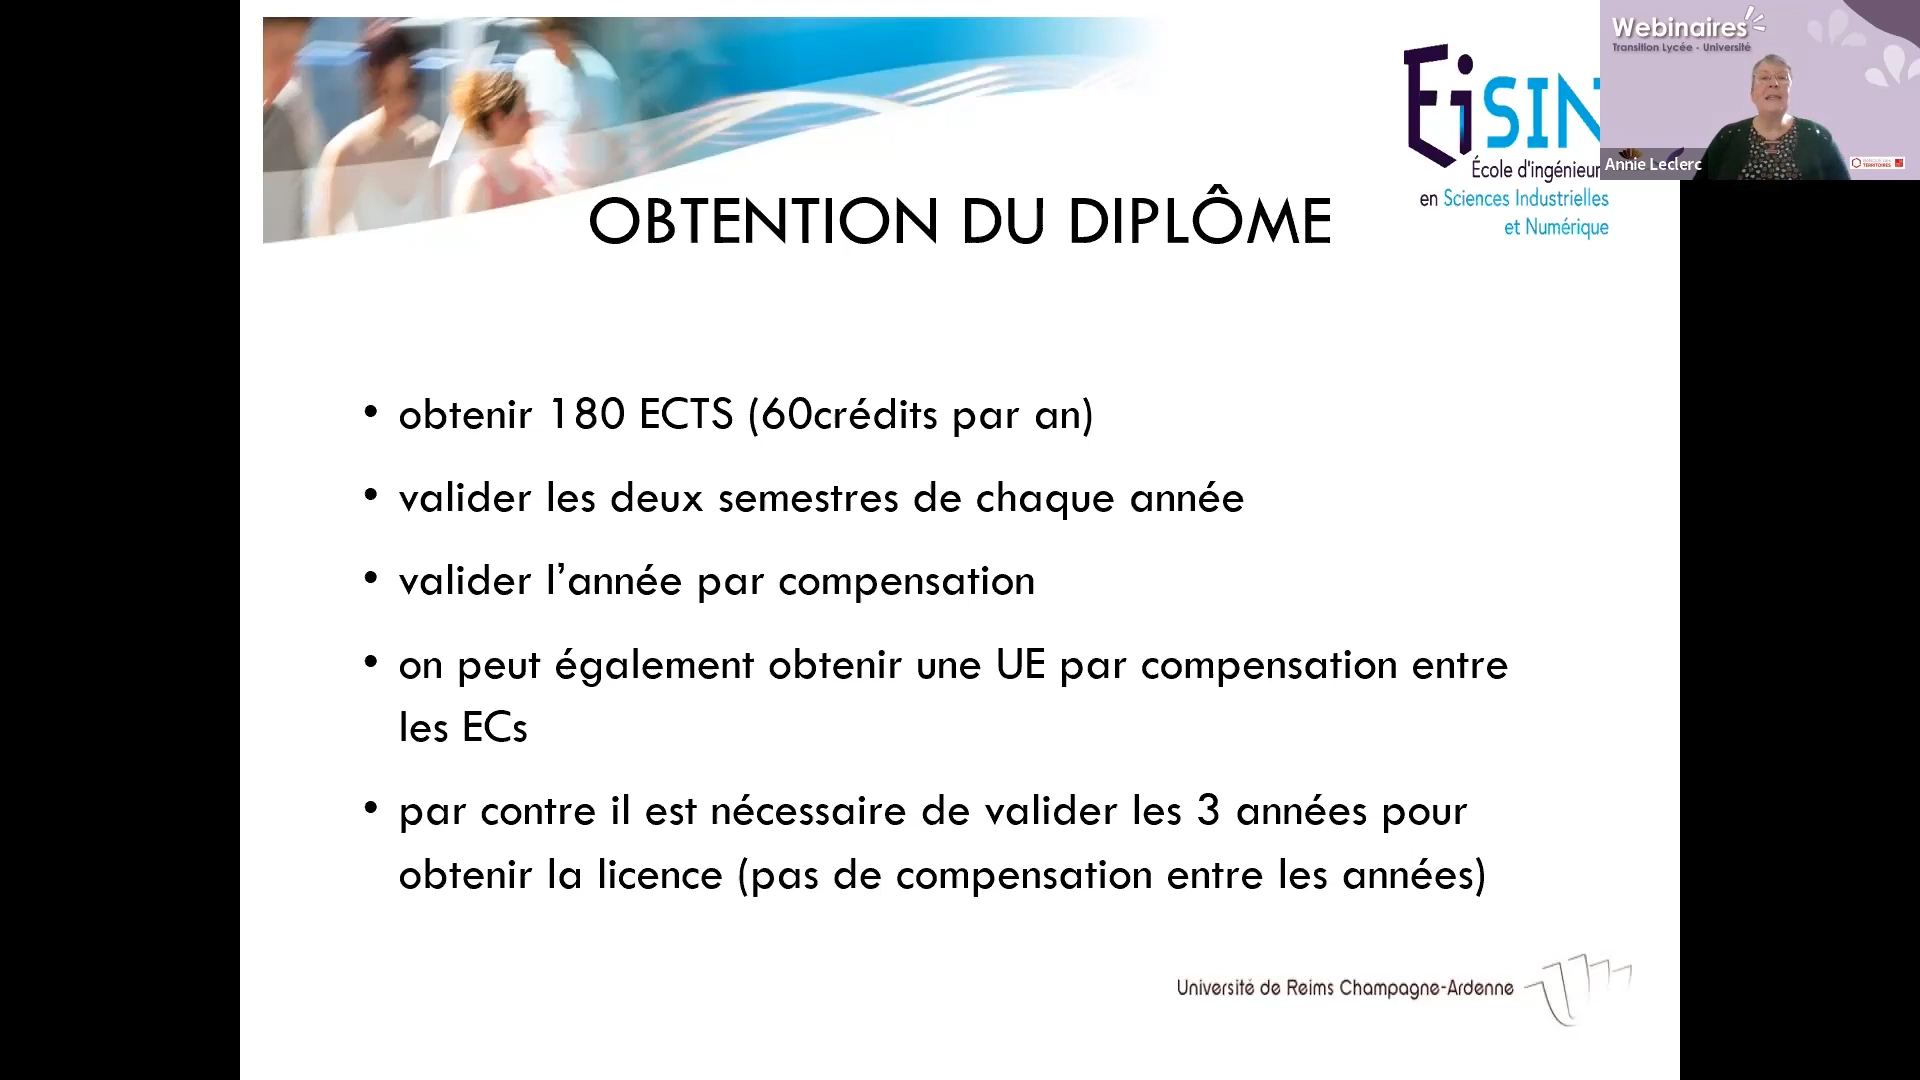 Webinaires
Transition Lycée - Université
Annie Leclerc
TERRITOIRES
EiSIN
École d'ingénieur
en Sciences Industrielles
et Numérique
OBTENTION DU DIPLÔME
• obtenir 180 ECTS (60crédits par an)
• valider les deux semestres de chaque année
• valider l’année par compensation
• on peut également obtenir une UE par compensation entre
les ECs
• par contre il est nécessaire de valider les 3 années pour
obtenir la licence (pas de compensation entre les années)
Université de Reims Champagne-Ardenne